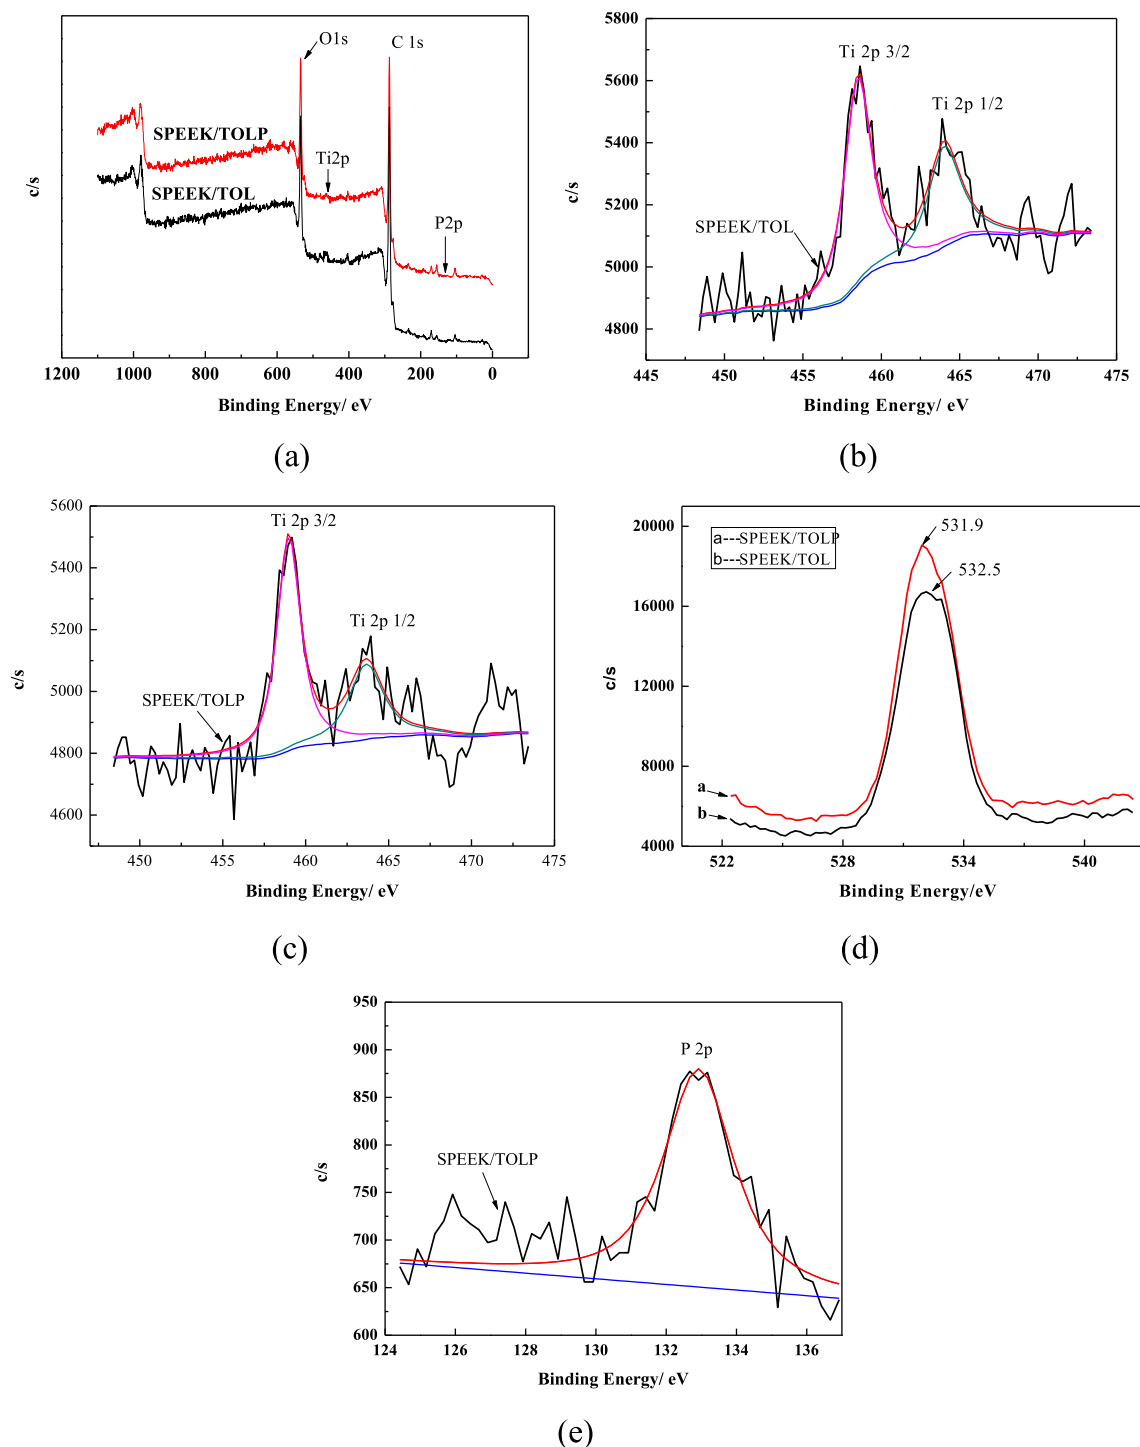 O1s
C 1s
SPEEK/TOLP
Ti2p
SPEEK/TOL
P2p
c/s
1200 1000 800 600 400 200 0
Binding Energy/ eV
(a)
5800
5600
5400
5200
5000
4800
c/s
Ti 2p 3/2
Ti 2p 1/2
SPEEK/TOL
445 450 455 460 465 470 475
Binding Energy/ eV
(b)
5600
5400
5200
5000
4800
4600
c/s
Ti 2p 3/2
Ti 2p 1/2
SPEEK/TOLP
450 455 460 465 470 475
Binding Energy/ eV
(c)
20000
16000
12000
8000
4000
c/s
a---SPEEK/TOLP
b---SPEEK/TOL
531.9
532.5
a
b
522 528 534 540
Binding Energy/eV
(d)
950
900
850
800
750
700
650
600
c/s
P 2p
SPEEK/TOLP
124 126 128 130 132 134 136
Binding Energy/ eV
(e)